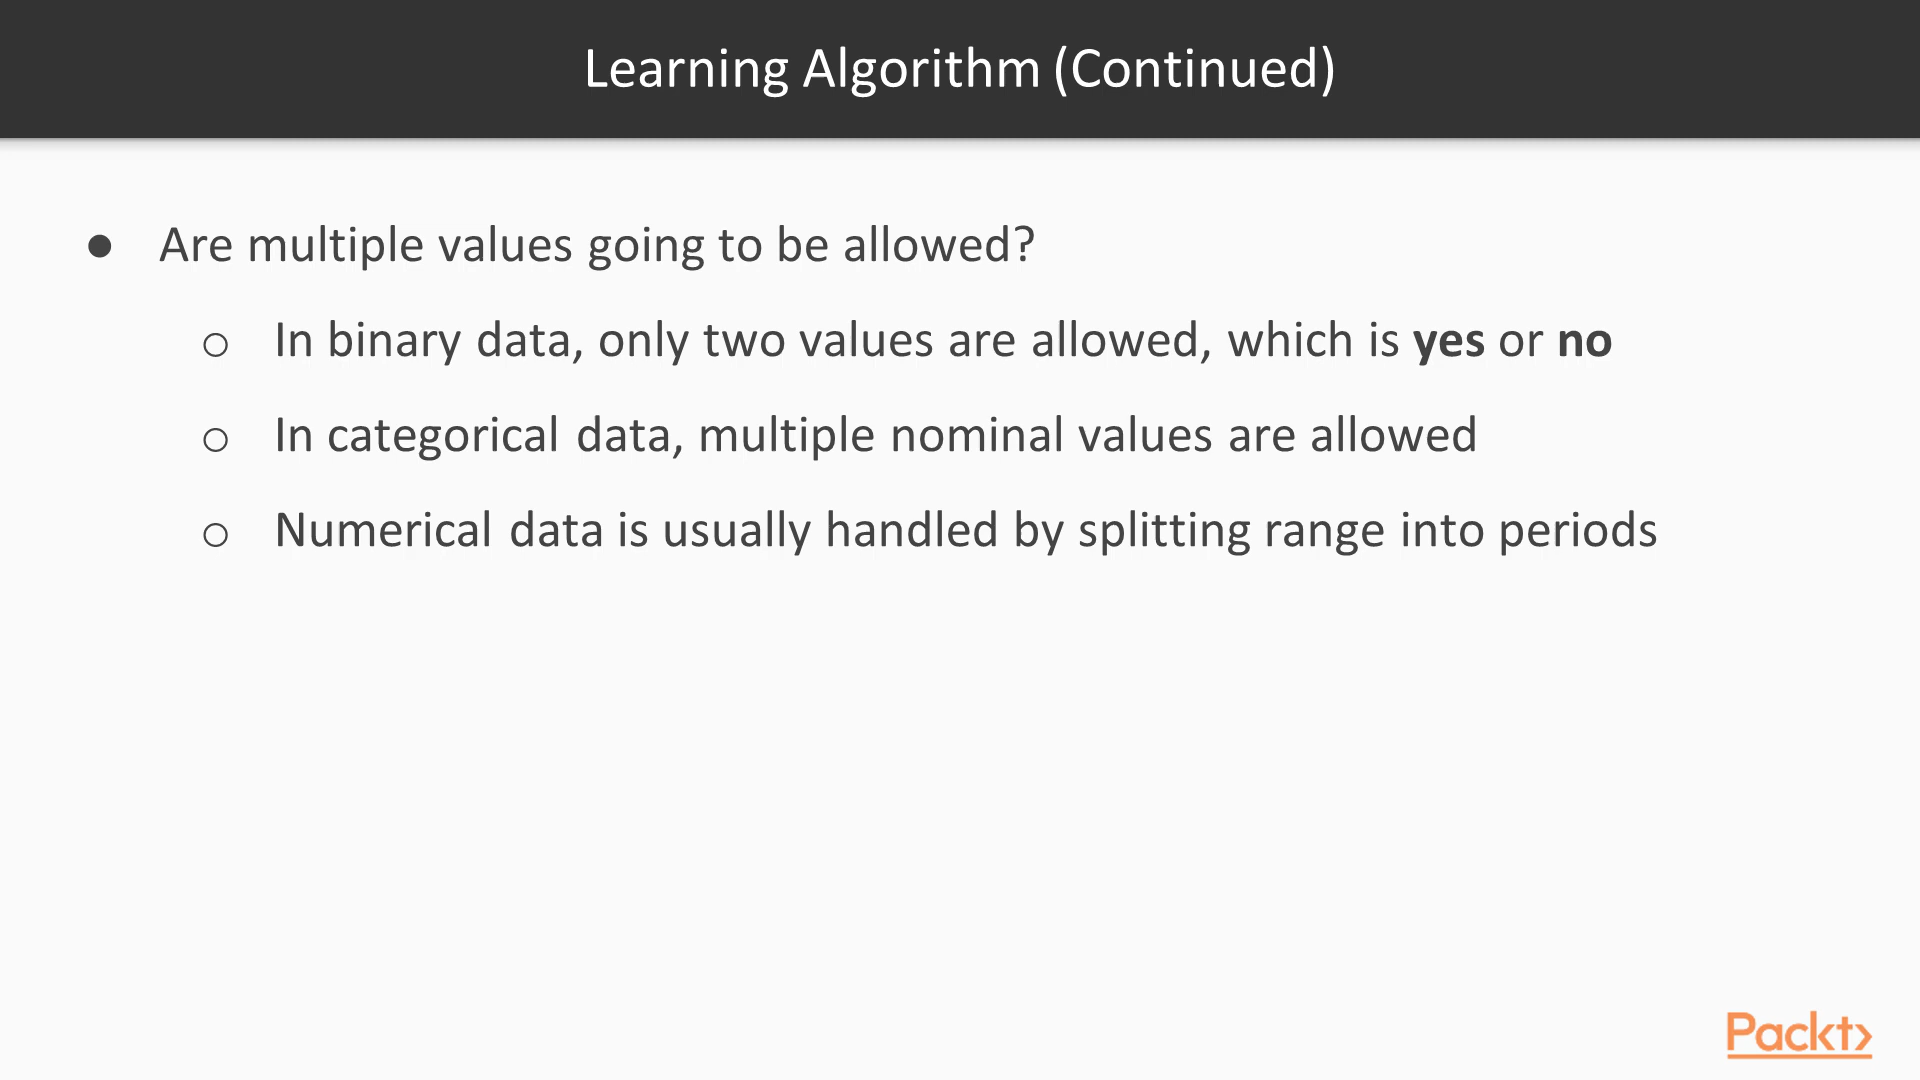 Learning Algorithm (Continued)
● Are multiple values going to be allowed?
○ In binary data, only two values are allowed, which is yes or no
○ In categorical data, multiple nominal values are allowed
○ Numerical data is usually handled by splitting range into periods
Packt>